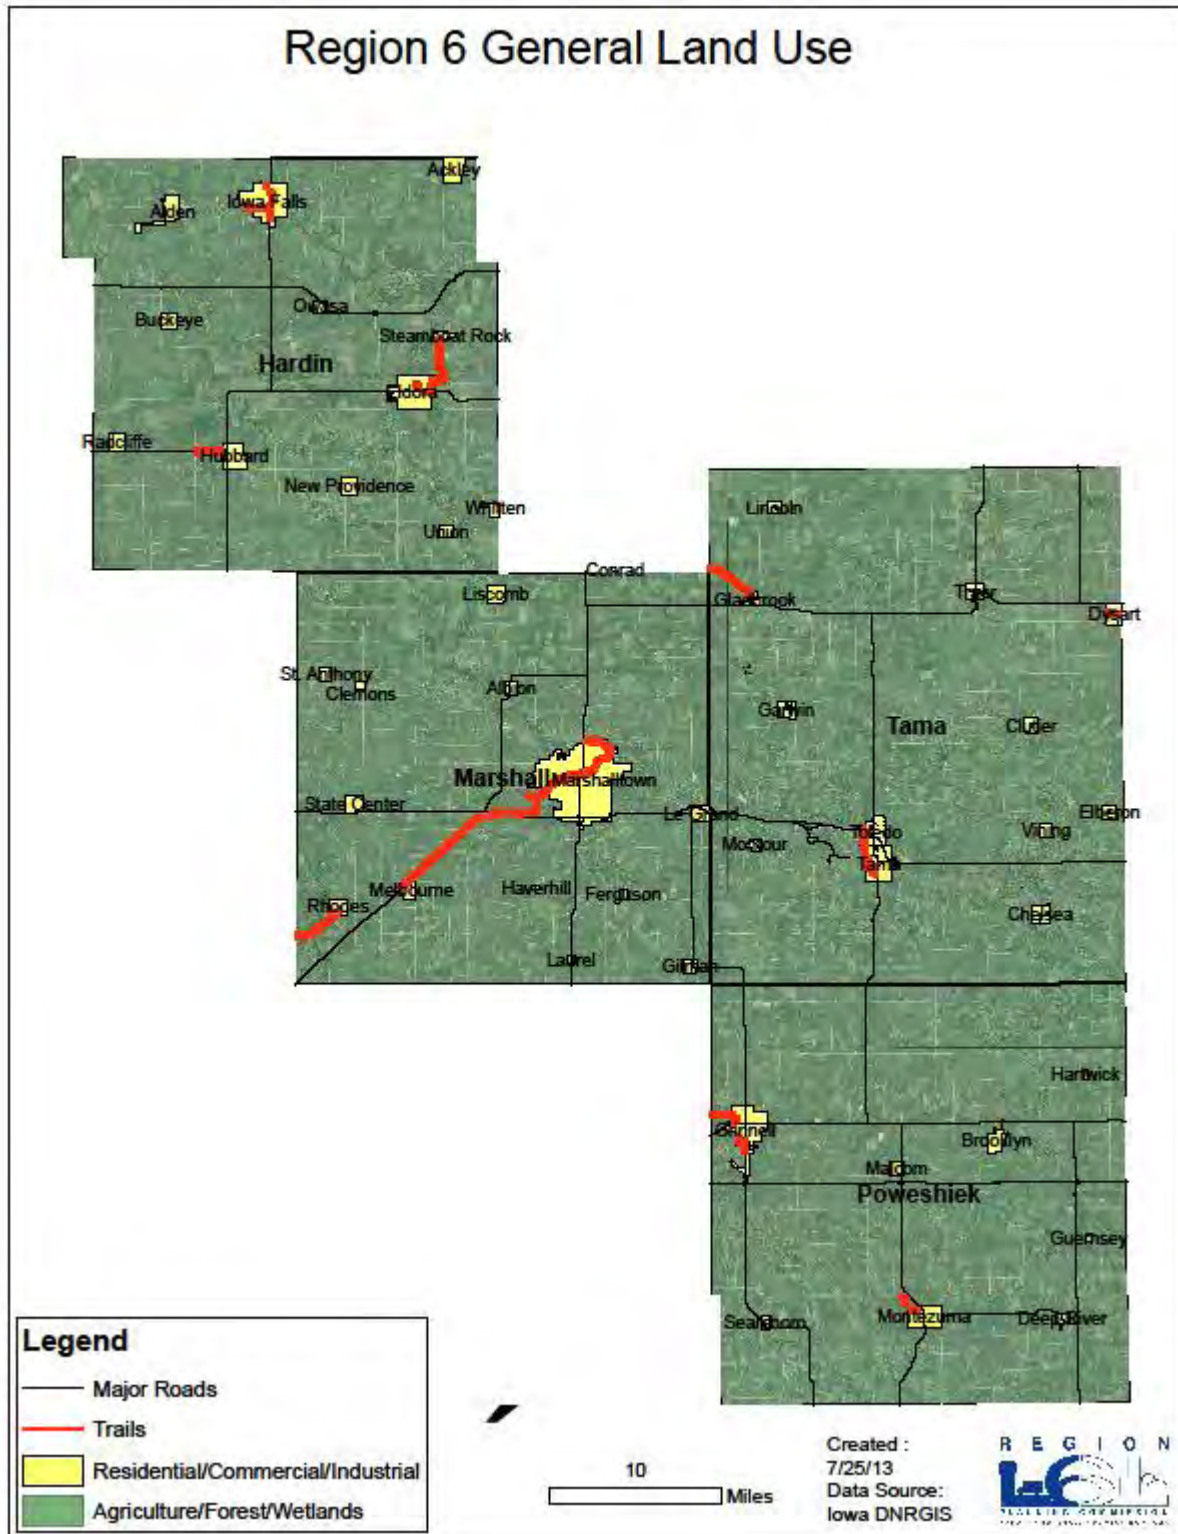 Region 6 General Land Use
Ackley
Iowa Falls
Alden
Owasa
Buckeye
Steamboat Rock
Hardin
Eldora
Radcliffe
Hubbard
New Providence
Whitten
Union
Lincoln
Conrad
Liscomb
Gladbrook
Traer
Dysart
St. Anthony
Clemons
Albion
Garwin
Tama
Clutier
Marshall
Marshalltown
State Center
Le Grand
Elberon
Toledo
Vining
Montour
Tama
Melbourne
Haverhill
Ferguson
Rhodes
Chelsea
Laurel
Gilman
Hartwick
Grinnell
Brooklyn
Malcom
Poweshiek
Guernsey
Searsboro
Montezuma
Deep River
Legend
Major Roads
Trails
Residential/Commercial/Industrial
Agriculture/Forest/Wetlands
10
Miles
Created :
7/25/13
Data Source:
Iowa DNRGIS
REGION
PLANNING COMMISSION